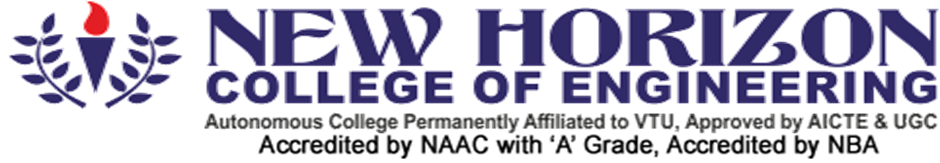 NEW HORIZON
COLLEGE OF ENGINEERING
Autonomous College Permanently Affiliated to VTU, Approved by AICTE & UGC
Accredited by NAAC with ‘A’ Grade, Accredited by NBA